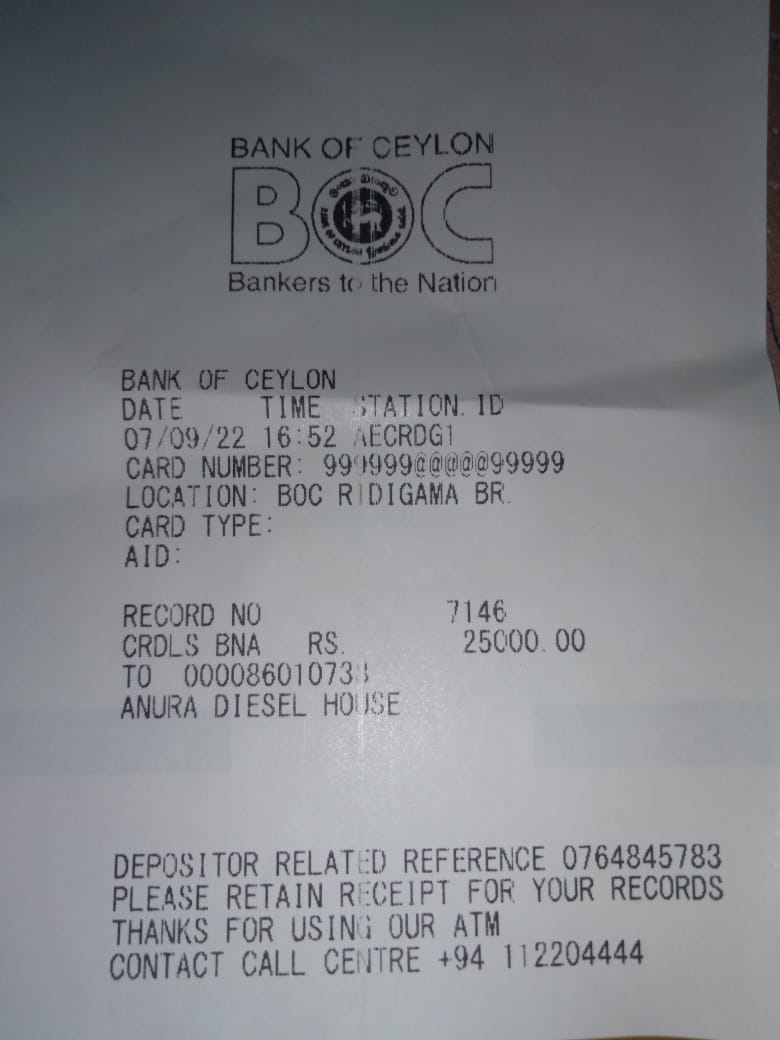 BANK OF CEYLON
BOC
Bankers to the Nation
BANK OF CEYLON
DATE TIME STATION. ID
07/09/22 16:52 AECRDG1
CARD NUMBER: 999999@@@@@99999
LOCATION: BOC RIDIGAMA BR.
CARD TYPE:
AID:
RECORD NO 7146
CRDLS BNA RS. 25000.00
TO
ANURA DIESEL HOUSE
DEPOSITOR RELATED REFERENCE 0764845783
PLEASE RETAIN RECEIPT FOR YOUR RECORDS
THANKS FOR USING OUR ATM
CONTACT CALL CENTRE +94 112204444